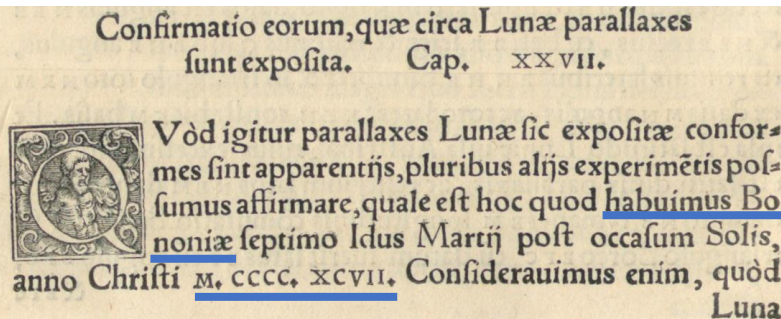 Confirmatio eorum, quæ circa Lunæ parallaxes
ſunt expoſita. Cap. XXVII.
QVòd igitur parallaxes Lunæ ſic expoſitæ confor⸗
mes ſint apparentijs, pluribus alijs experimẽtis poſ⸗
ſumus affirmare, quale eſt hoc quod habuimus Bo
noniæ ſeptimo Idus Martij poſt occaſum Solis,
anno Chriſti M. CCCC. XCVII. Conſiderauimus enim, quòd
Luna